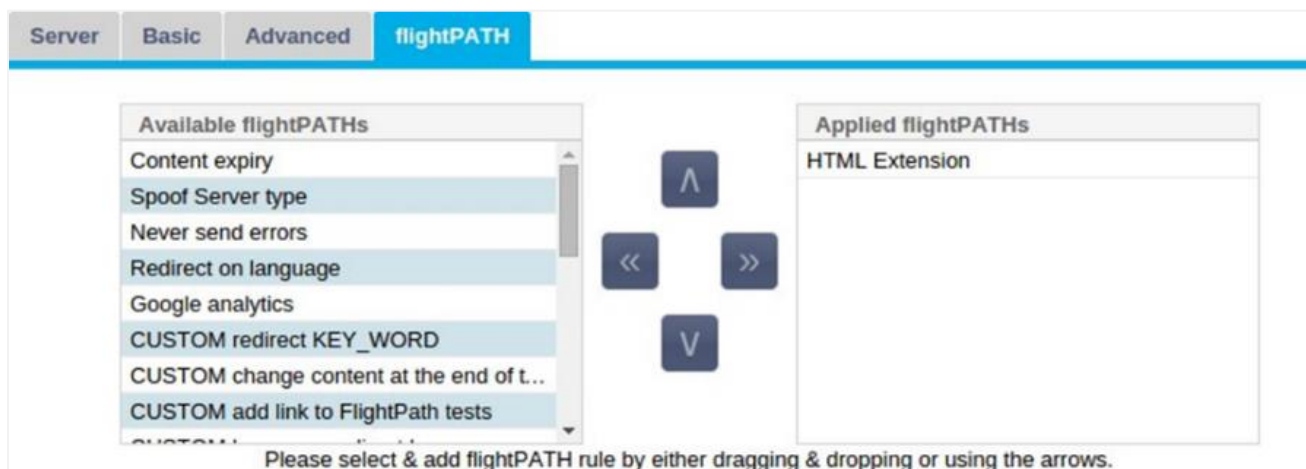 Server Basic Advanced flightPATH
Available flightPATHs
Content expiry
Spoof Server type
Never send errors
Redirect on language
Google analytics
CUSTOM redirect KEY_WORD
CUSTOM change content at the end of t...
CUSTOM add link to FlightPath tests
CUSTOM
Applied flightPATHs
HTML Extension
Please select & add flightPATH rule by either dragging & dropping or using the arrows.